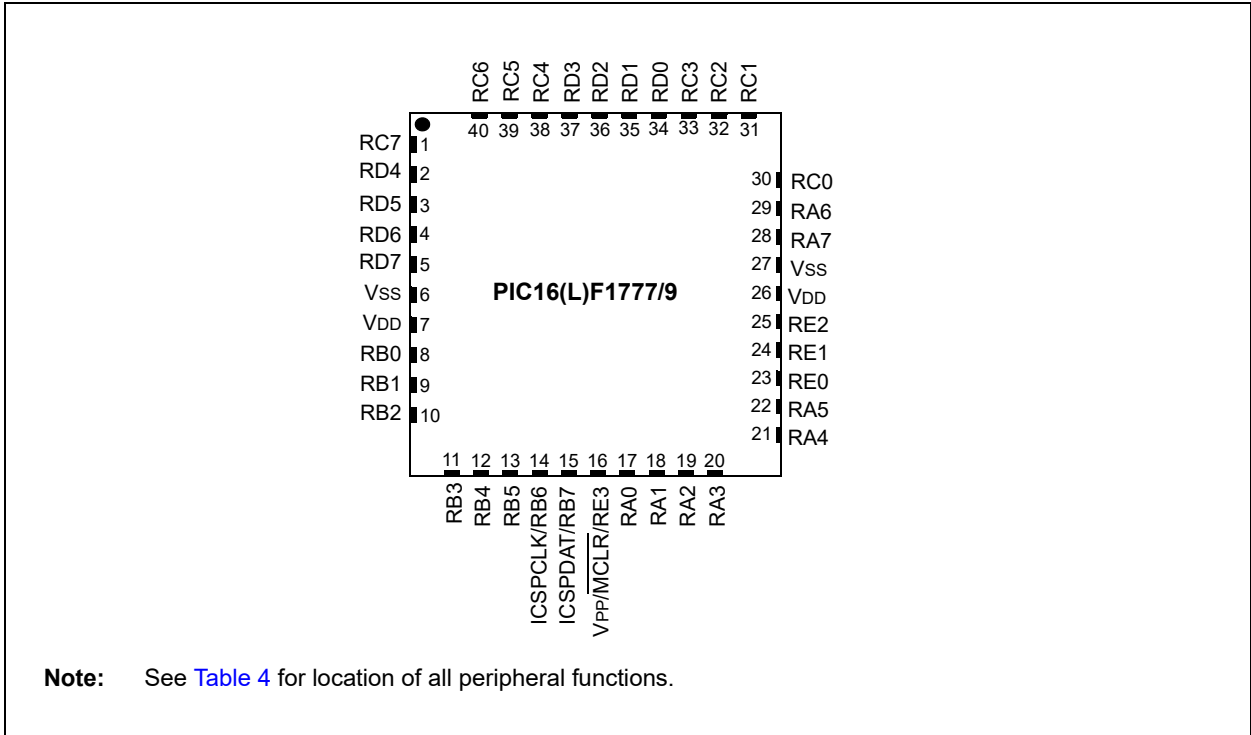 RC6 RC5 RC4 RD3 RD2 RD1 RD0 RC3 RC2 RC1
40 39 38 37 36 35 34 33 32 31
RC7 1
RD4 2
RD5 3
RD6 4
RD7 5
VSS 6
VDD 7
RB0 8
RB1 9
RB2 10
PIC16(L)F1777/9
30 RC0
29 RA6
28 RA7
27 VSS
26 VDD
25 RE2
24 RE1
23 RE0
22 RA5
21 RA4
11 12 13 14 15 16 17 18 19 20
RB3 RB4 RB5 ICSPCLK/RB6 ICSPDAT/RB7 VPP/MCLR/RE3 RA0 RA1 RA2 RA3
Note: See Table 4 for location of all peripheral functions.